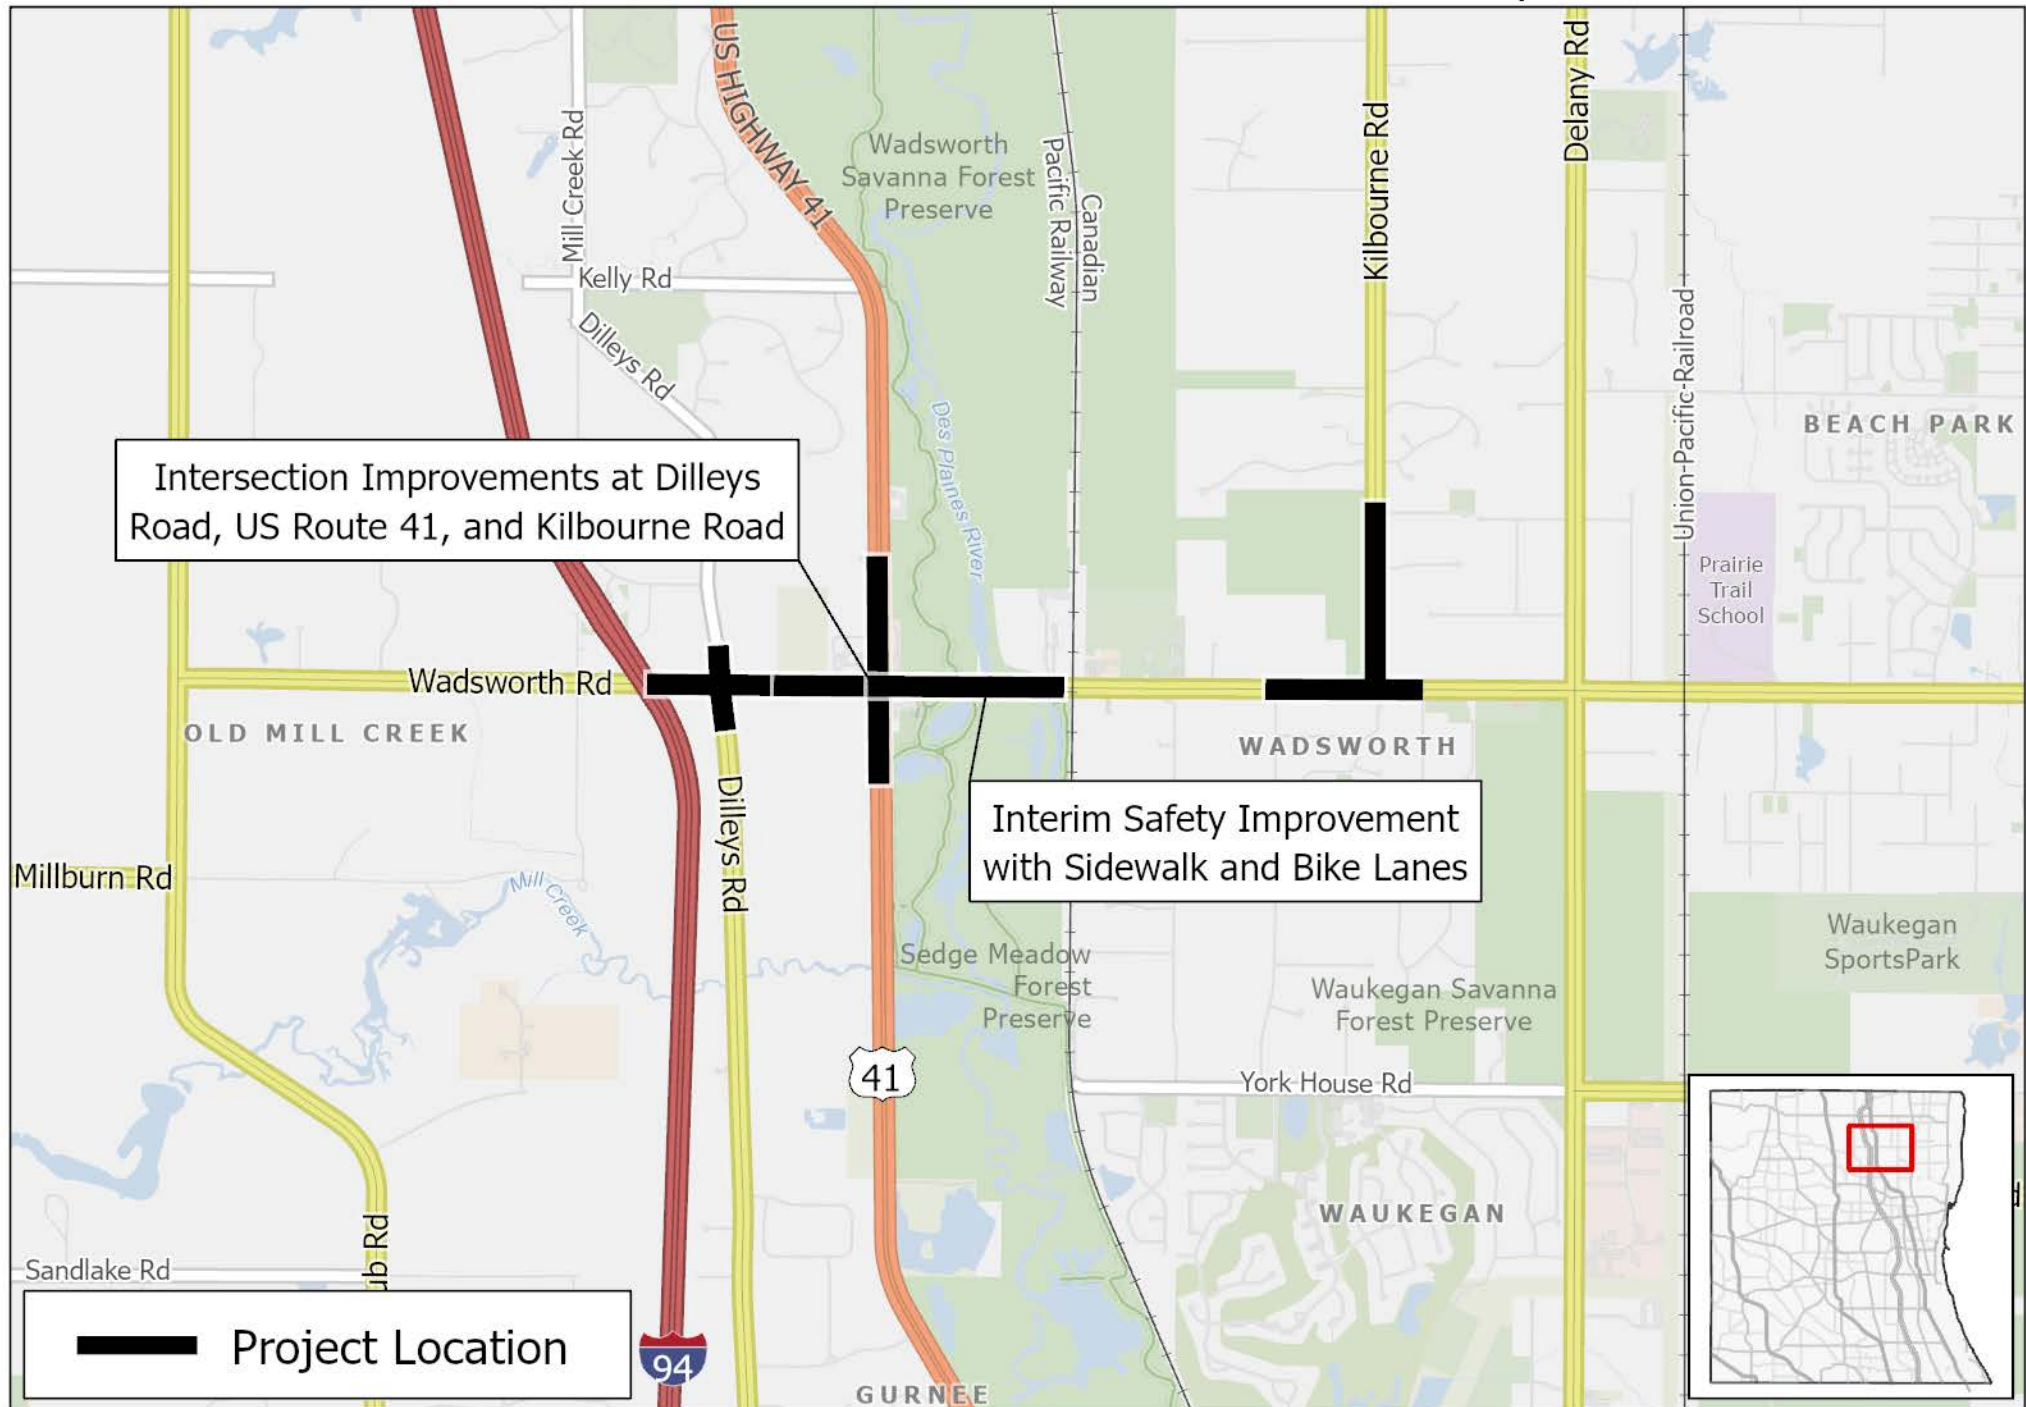 US HIGHWAY 41
Mill Creek Rd
Wadsworth
Savanna Forest
Preserve
Canadian
Pacific Railway
Kilbourne Rd
Delany Rd
Kelly Rd
Dilleys Rd
Des Plaines River
Union-Pacific-Railroad
BEACH PARK
Intersection Improvements at Dilleys
Road, US Route 41, and Kilbourne Road
Prairie
Trail
School
Wadsworth Rd
OLD MILL CREEK
WADSWORTH
Dilleys Rd
Interim Safety Improvement
with Sidewalk and Bike Lanes
Millburn Rd
Mill Creek
Waukegan
SportsPark
Sedge Meadow
Forest
Preserve
Waukegan Savanna
Forest Preserve
41
York House Rd
WAUKEGAN
Sandlake Rd
Rd
Project Location
94
GURNEE